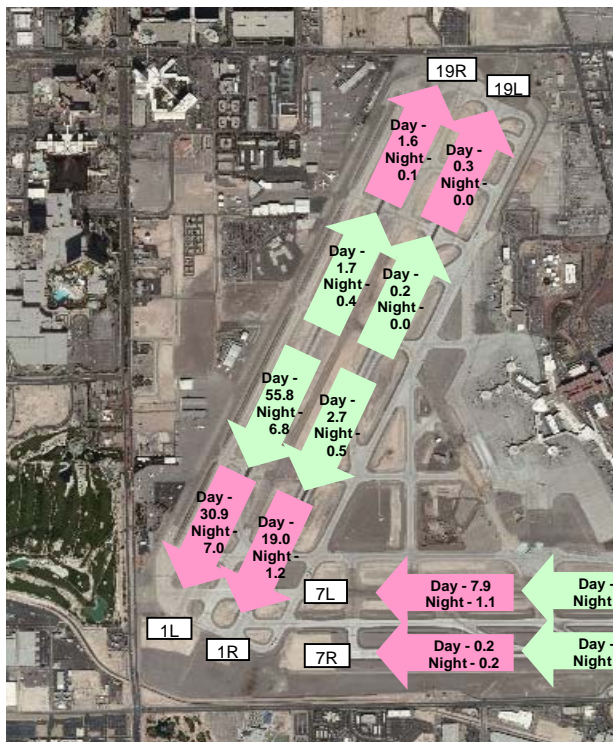 19R
19L
Day -
1.6
Night -
0.1
Day -
0.3
Night -
0.0
Day -
1.7
Night -
0.4
Day -
0.2
Night -
0.0
Day -
55.8
Night -
6.8
Day -
2.7
Night -
0.5
Day -
30.9
Night -
7.0
Day -
19.0
Night -
1.2
7L
Day - 7.9
Night - 1.1
Day -
Night
1L
1R
7R
Day - 0.2
Night - 0.2
Day -
Night